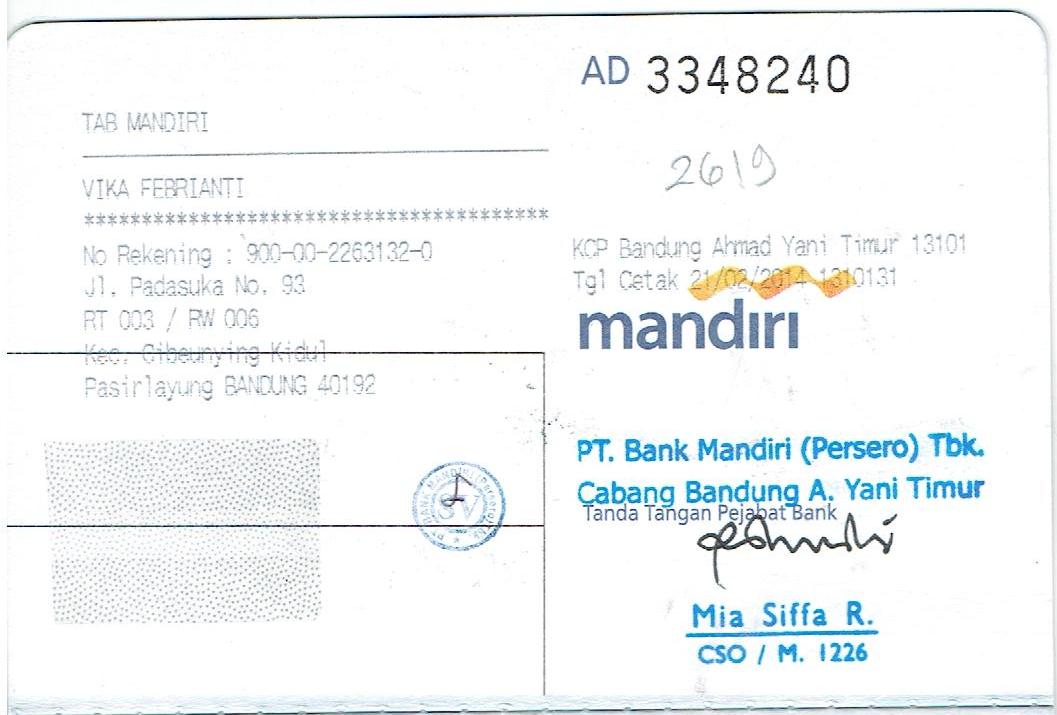 AD 3348240
TAB MANDIRI
2619
VIKA FEBRIANTI
****************************************
No Rekening : 900-00-2263132-0
Jl. Padasuka No. 93
RT 003 / RW 006
Kec. Cibeunying Kidul
Pasirlayung BANDUNG 40192
KCP Bandung Ahmad Yani Timur 13101
Tgl Cetak 21/02/2014 1310131
mandiri
PT. Bank Mandiri (Persero) Tbk.
Cabang Bandung A. Yani Timur
Tanda Tangan Pejabat Bank
Mia Siffa R.
CSO / M. 1226
BANK MANDIRI
SV